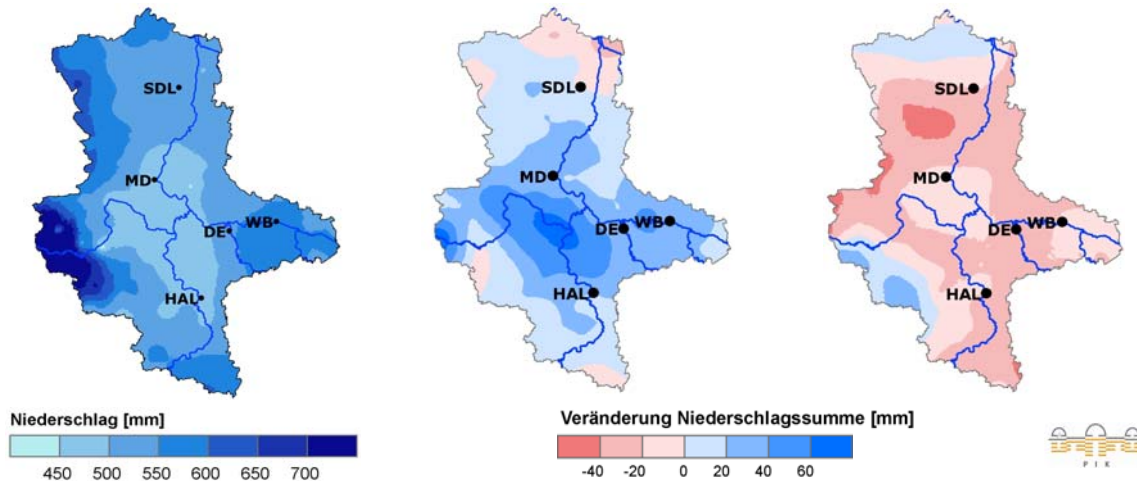 SDL
MD
DE
WB
HAL
SDL
MD
DE
WB
HAL
SDL
MD
DE
WB
HAL
Niederschlag [mm]
450 500 550 600 650 700
Veränderung Niederschlagssumme [mm]
-40 -20 0 20 40 60
P I K